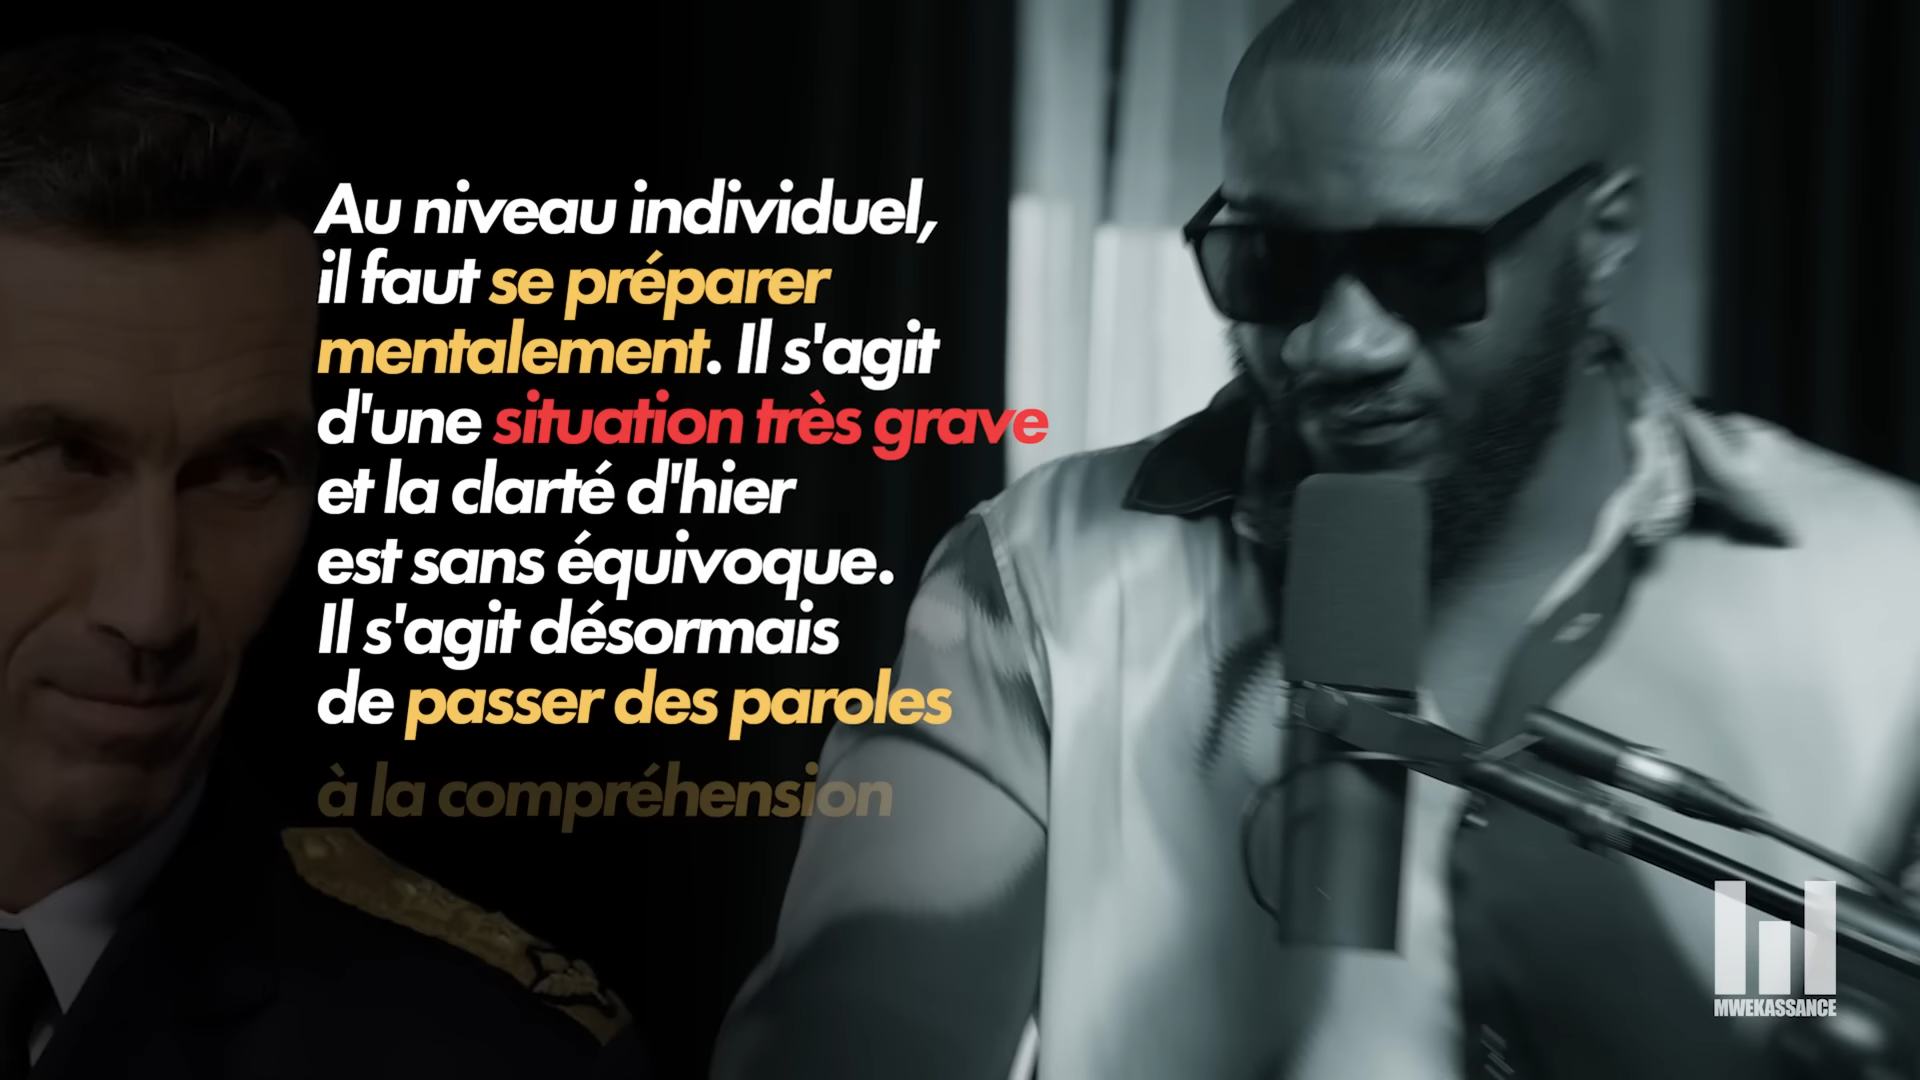 Au niveau individuel,
il faut se préparer
mentalement. Il s'agit
d'une situation très grave
et la clarté d'hier
est sans équivoque.
Il s'agit désormais
de passer des paroles
à la compréhension
MWEKASSANCE